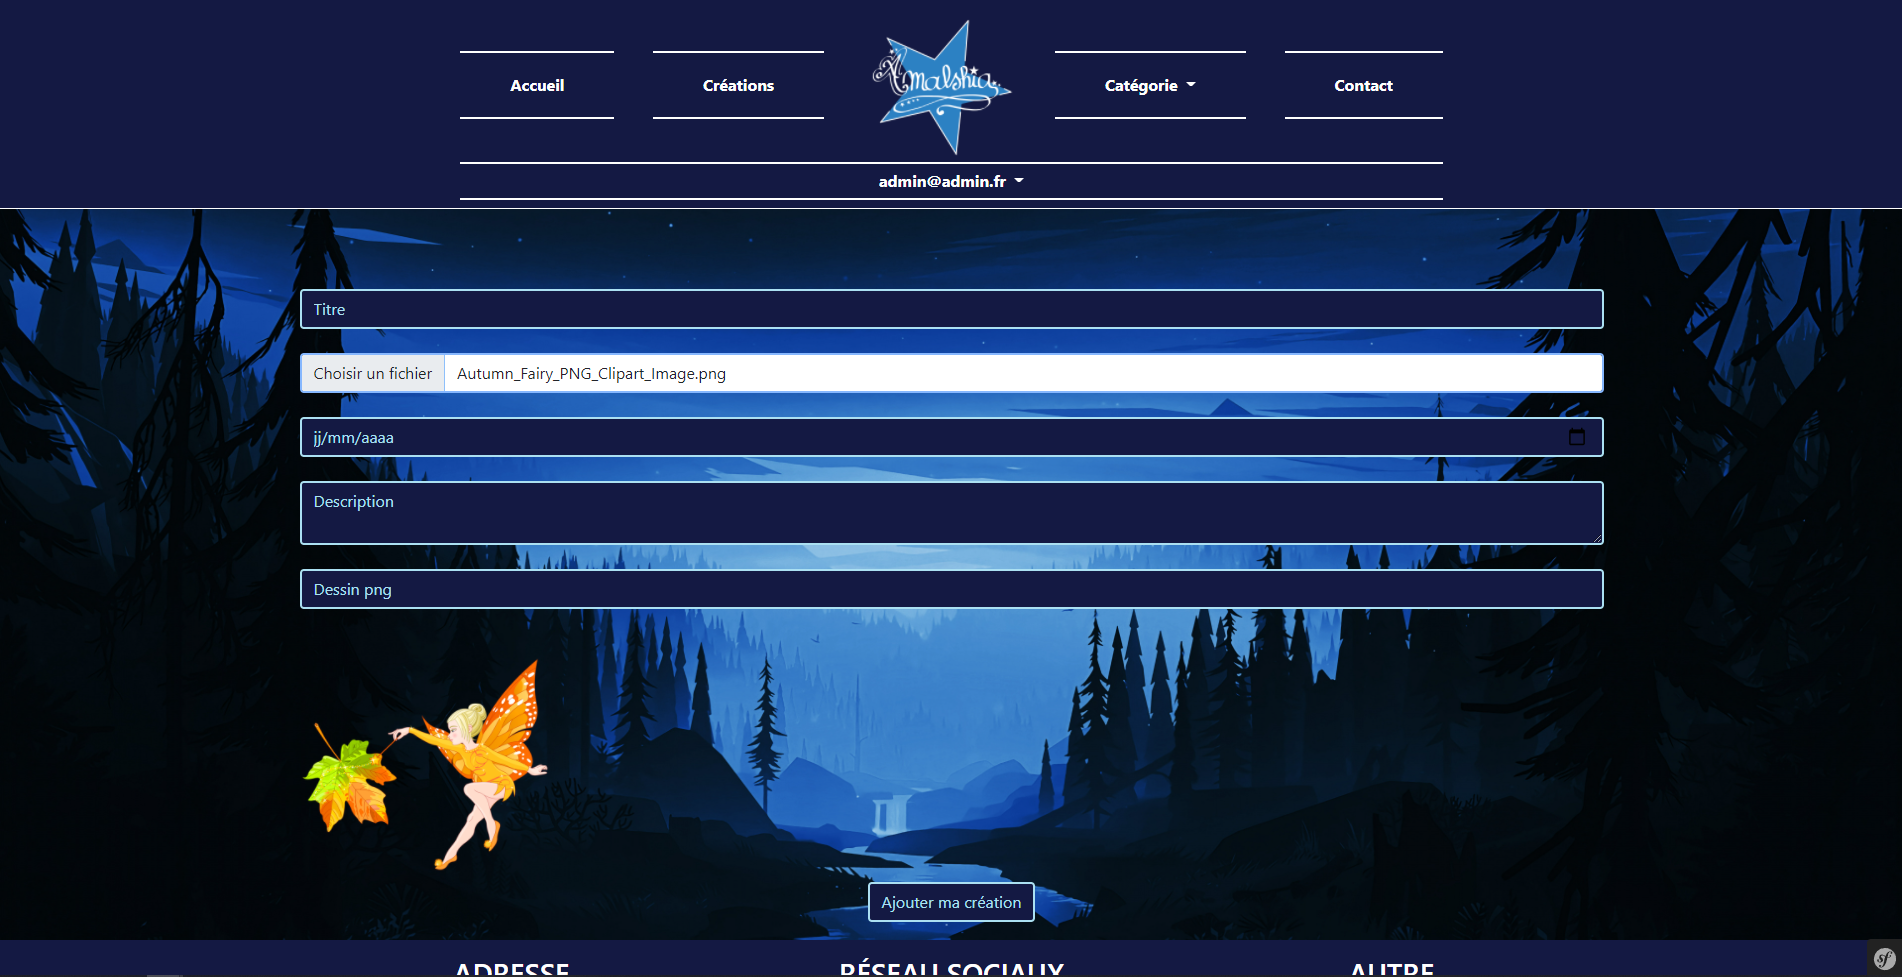 Accueil
Créations
Amalshia
Catégorie
Contact
admin@admin.fr
Titre
Choisir un fichier Autumn_Fairy_PNG_Clipart_Image.png
jj/mm/aaaa
Description
Dessin png
Ajouter ma création
ADRESSE
RÉSEAU SOCIAUX
AUTRE
sf